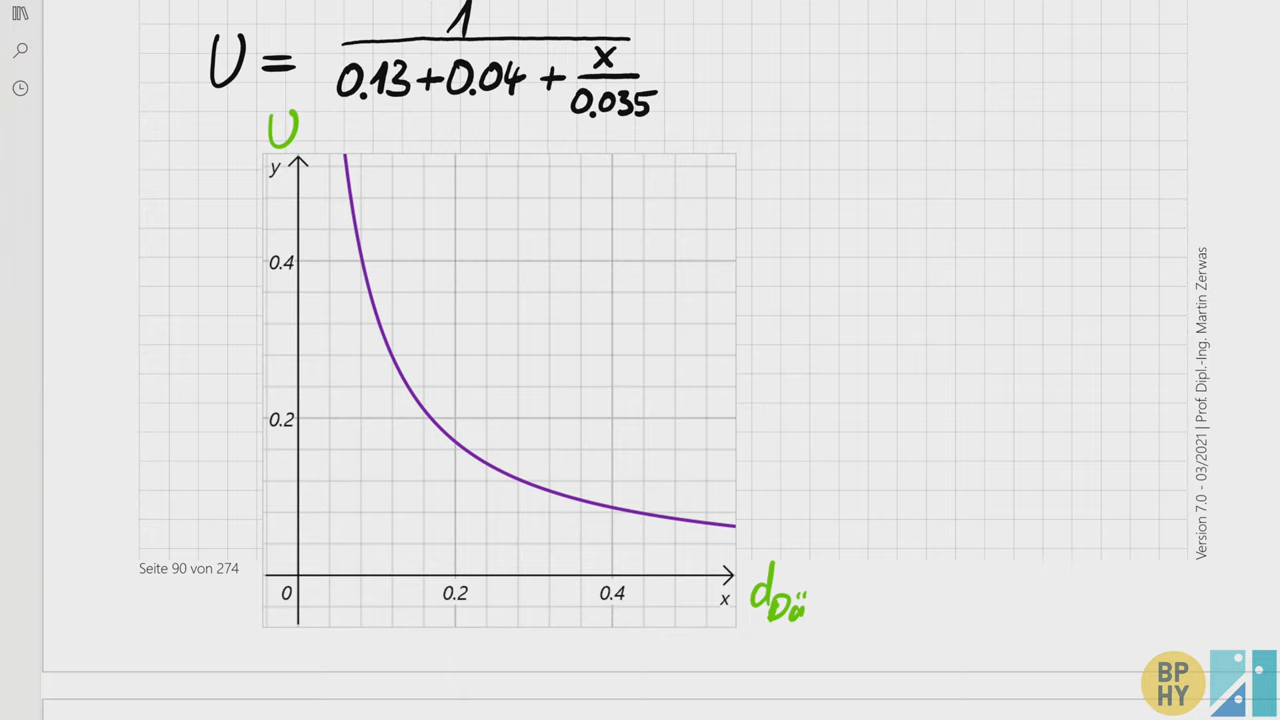 U = 1 / (0.13+0.04 + x/0.035)
U
y
0.4
0.2
0 0.2 0.4 x
d_Dä
Seite 90 von 274
Version 7.0 - 03/2021 | Prof. Dipl.-Ing. Martin Zerwas
BP
HY